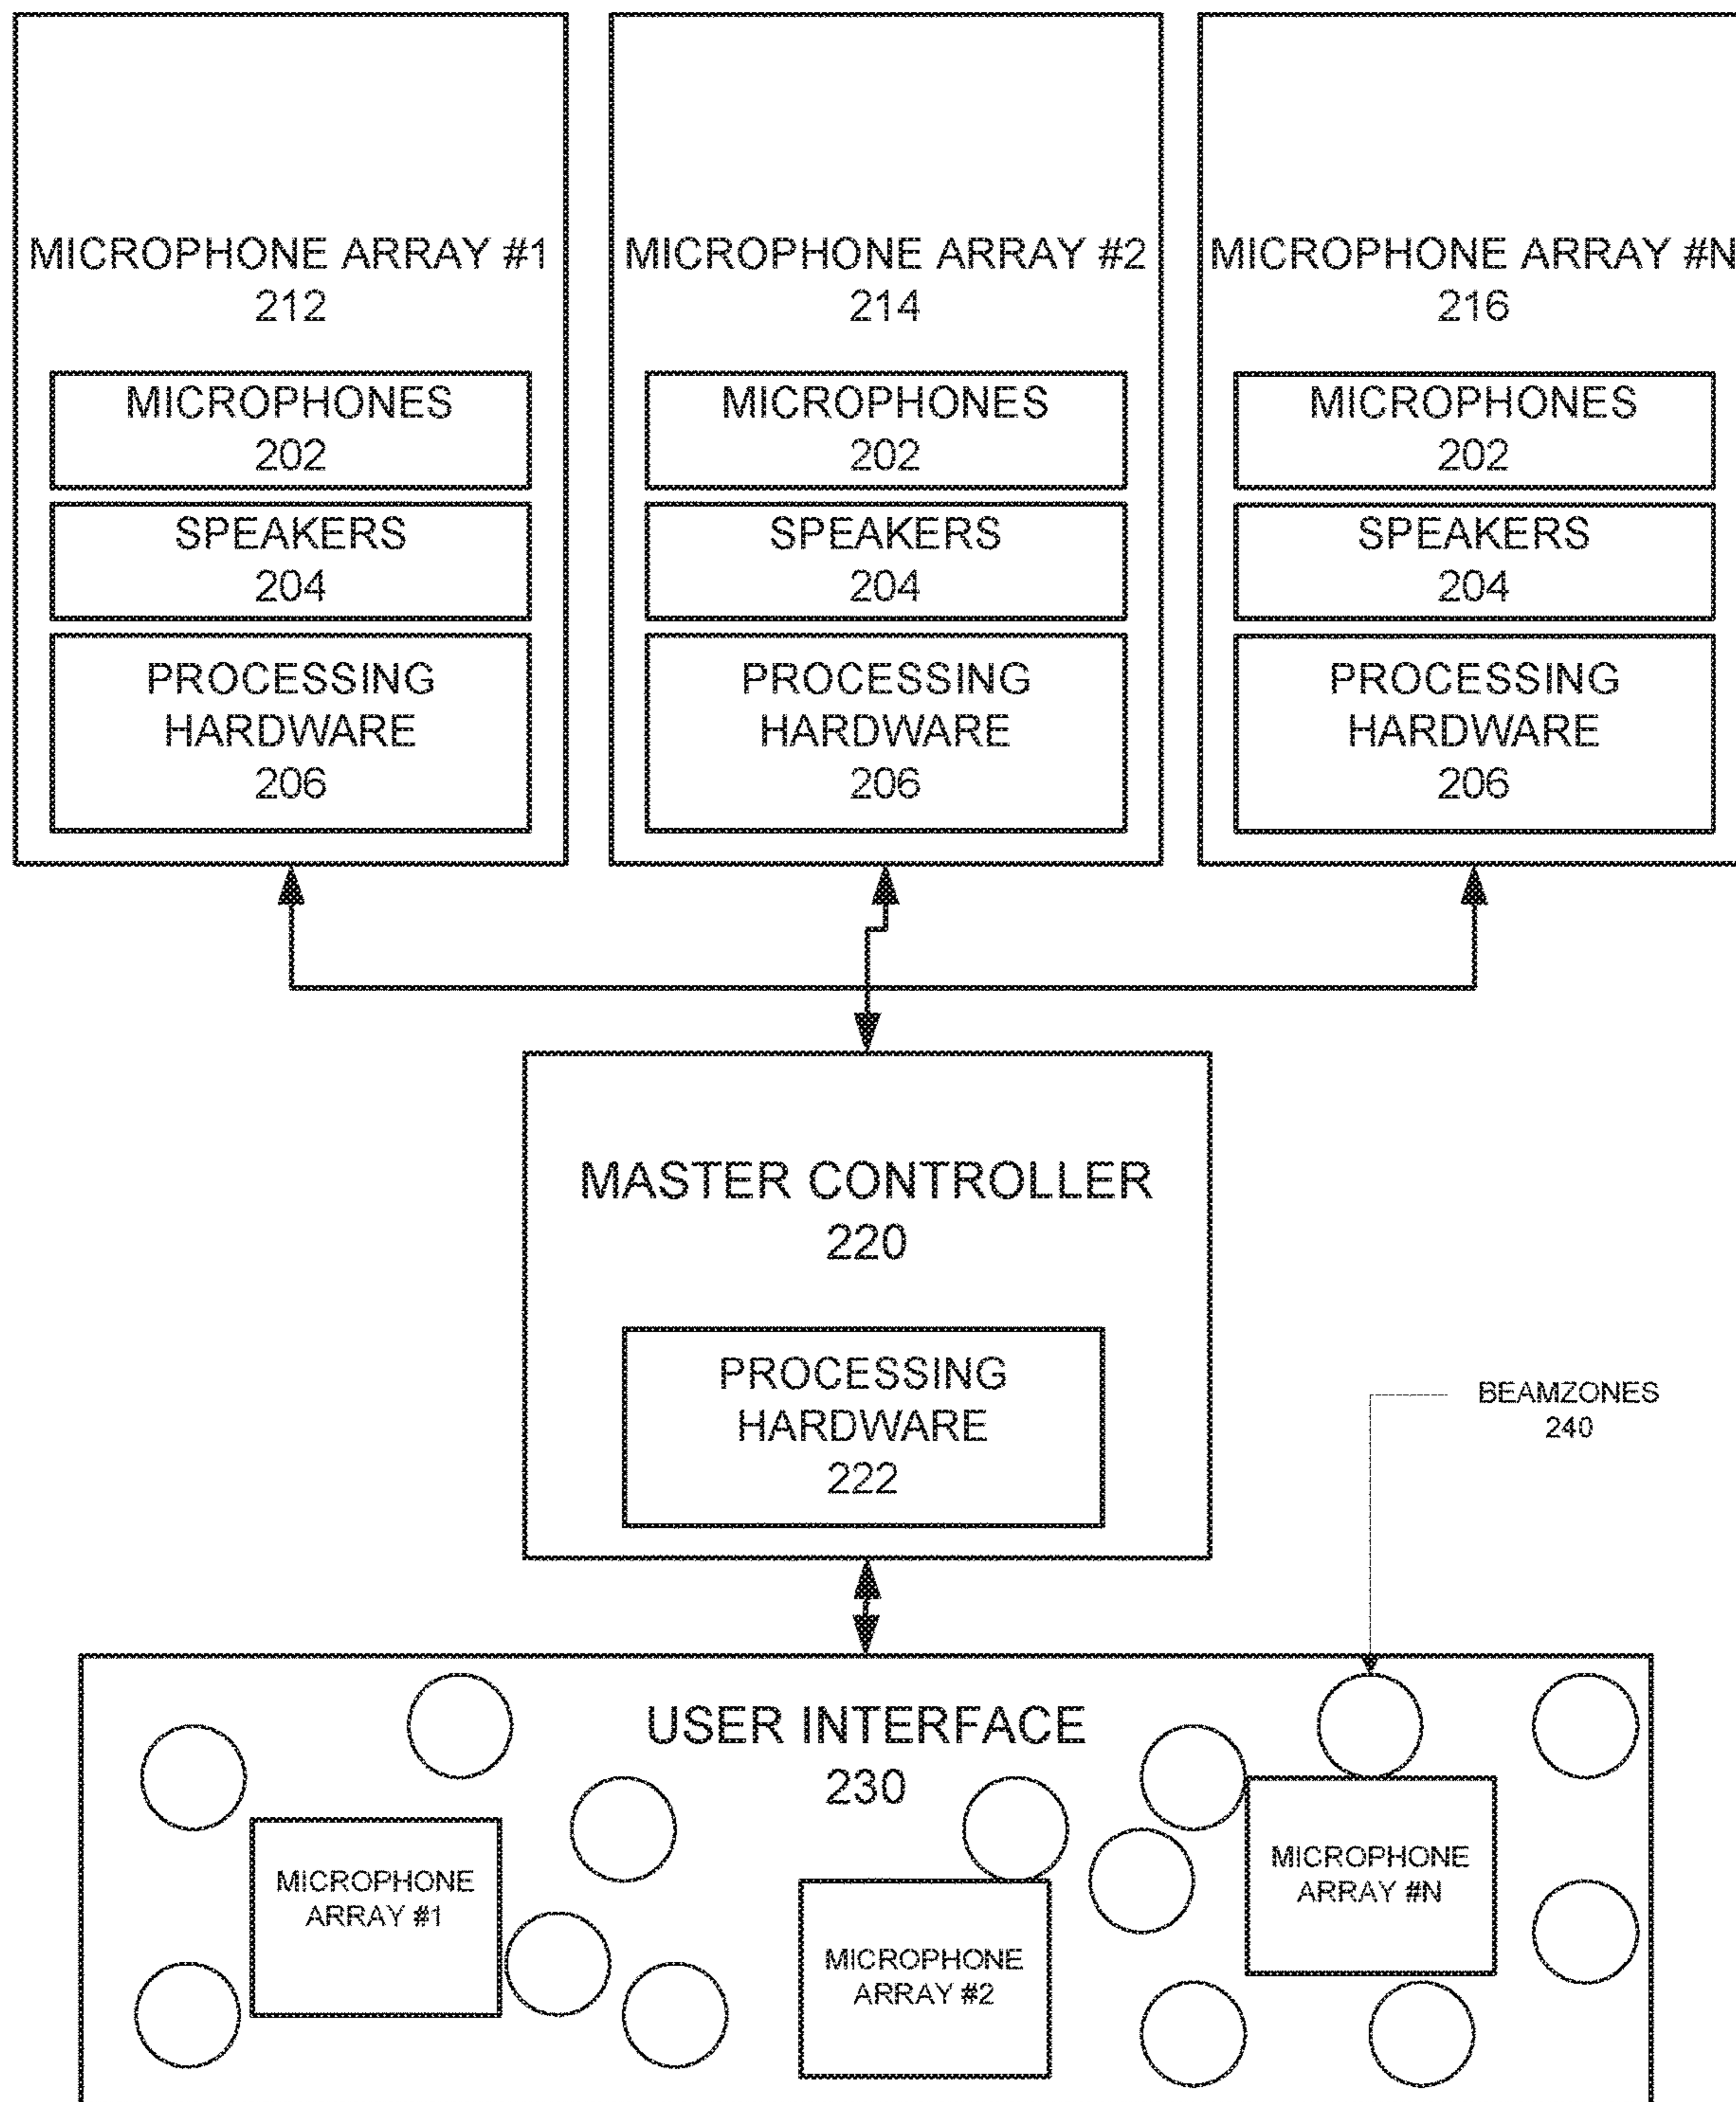 MICROPHONE ARRAY #1
212
MICROPHONES
202
SPEAKERS
204
PROCESSING
HARDWARE
206
MICROPHONE ARRAY #2
214
MICROPHONES
202
SPEAKERS
204
PROCESSING
HARDWARE
206
MICROPHONE ARRAY #N
216
MICROPHONES
202
SPEAKERS
204
PROCESSING
HARDWARE
206
MASTER CONTROLLER
220
PROCESSING
HARDWARE
222
BEAMZONES
240
USER INTERFACE
230
MICROPHONE
ARRAY #1
MICROPHONE
ARRAY #2
MICROPHONE
ARRAY #N